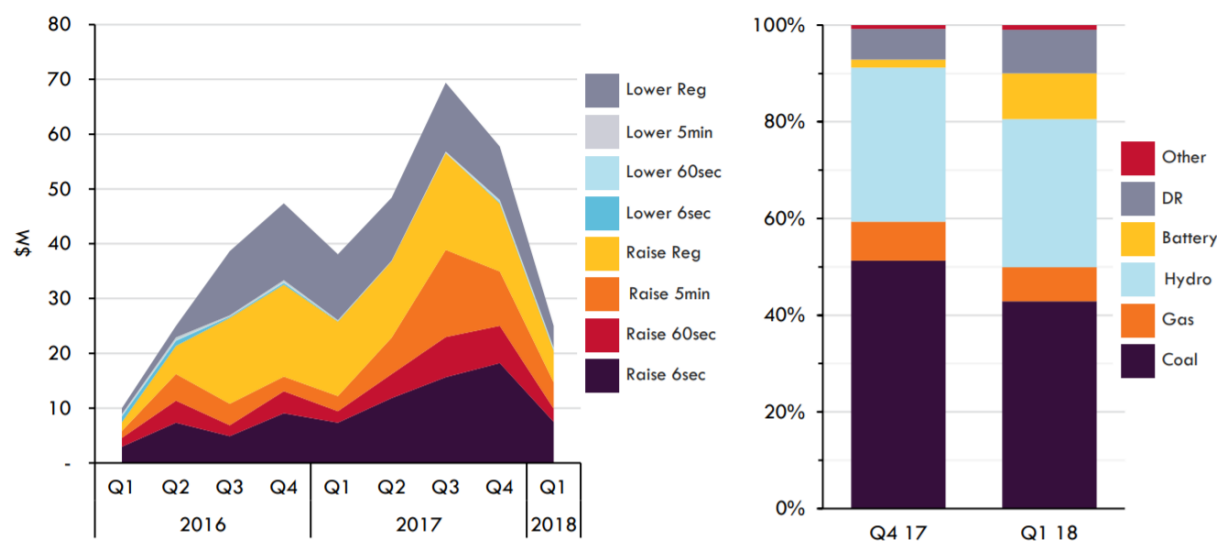 80
70
60
50
40
30
20
10
-
$M
Q1 Q2 Q3 Q4 Q1 Q2 Q3 Q4 Q1
2016 2017 2018
Lower Reg
Lower 5min
Lower 60sec
Lower 6sec
Raise Reg
Raise 5min
Raise 60sec
Raise 6sec
100%
80%
60%
40%
20%
0%
Q4 17 Q1 18
Other
DR
Battery
Hydro
Gas
Coal